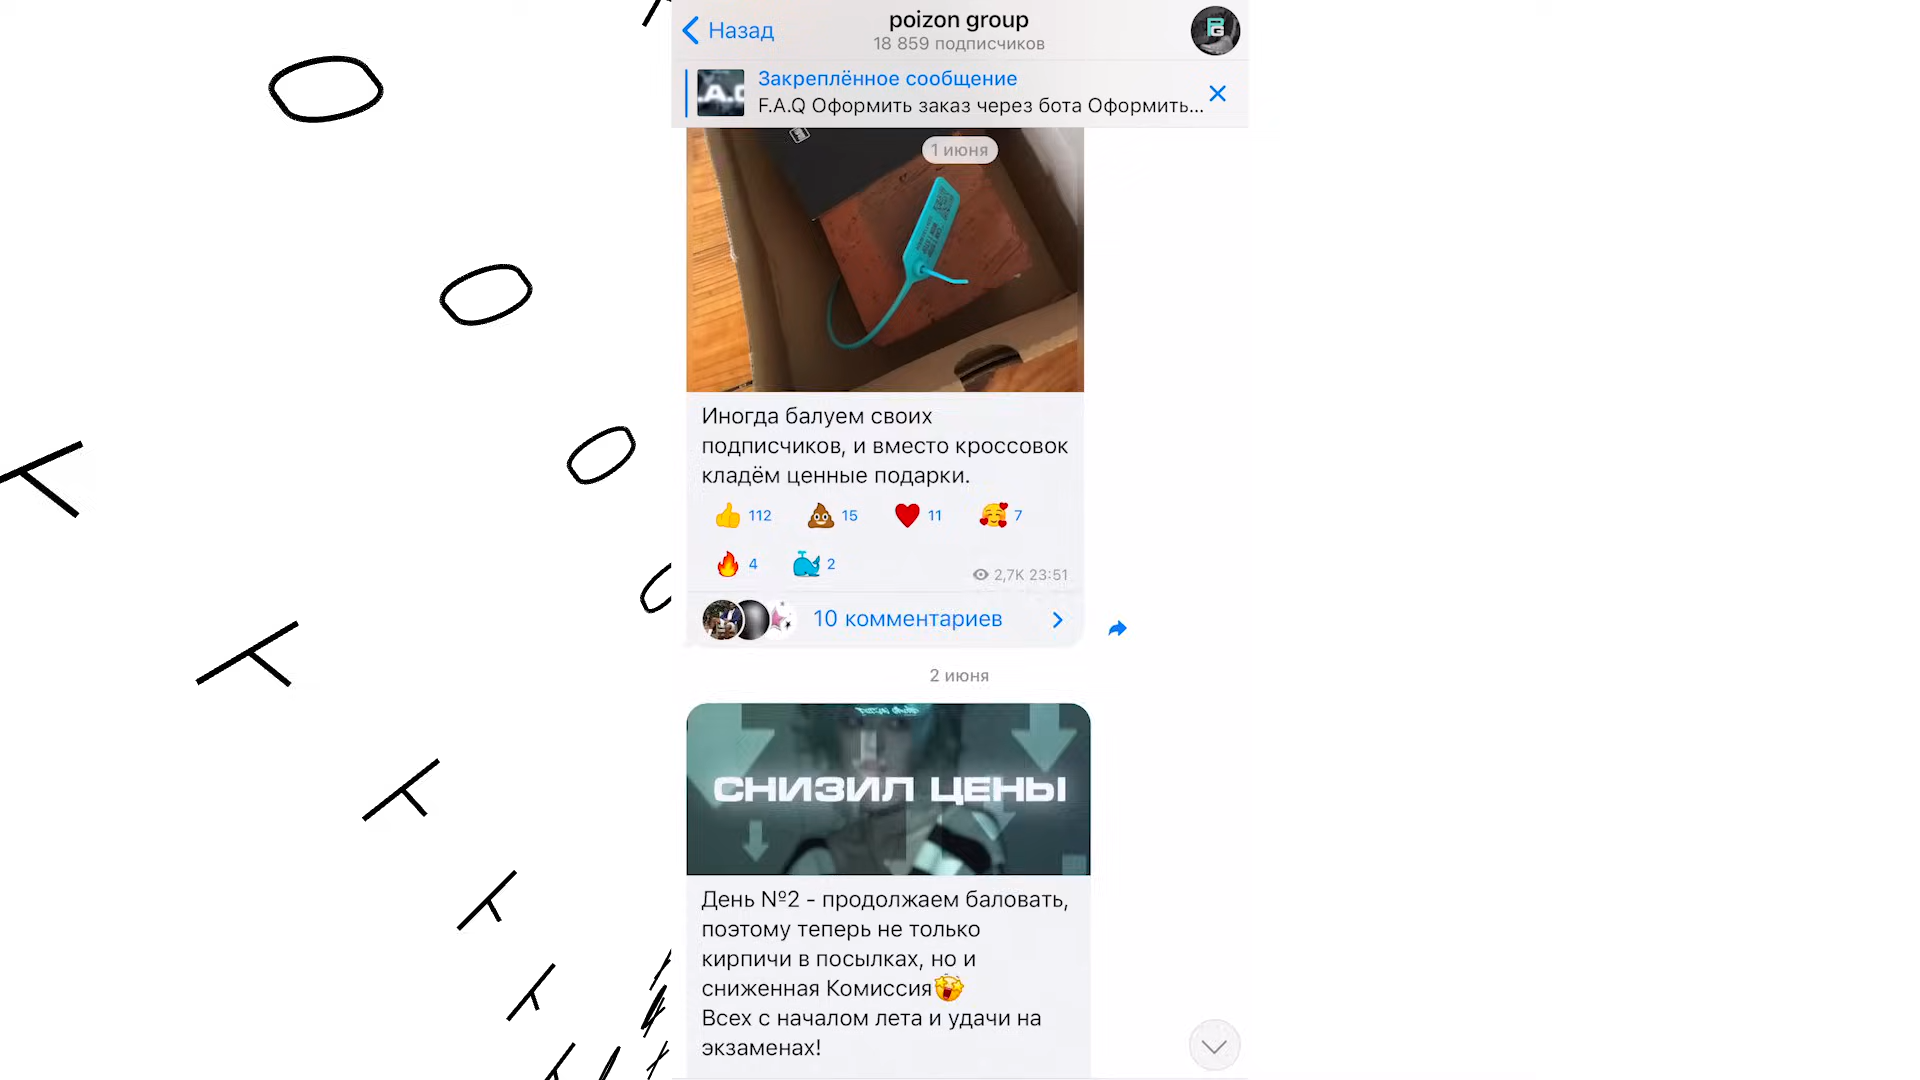 Назад
poizon group
18 859 подписчиков
PG
.A.Q
Закреплённое сообщение
F.A.Q Оформить заказ через бота Оформить...
1 июня
Иногда балуем своих
подписчиков, и вместо кроссовок
кладём ценные подарки.
112
15
11
7
4
2
2,7K 23:51
10 комментариев
2 июня
СНИЗИЛ ЦЕНЫ
День №2 - продолжаем баловать,
поэтому теперь не только
кирпичи в посылках, но и
сниженная Комиссия
Всех с началом лета и удачи на
экзаменах!